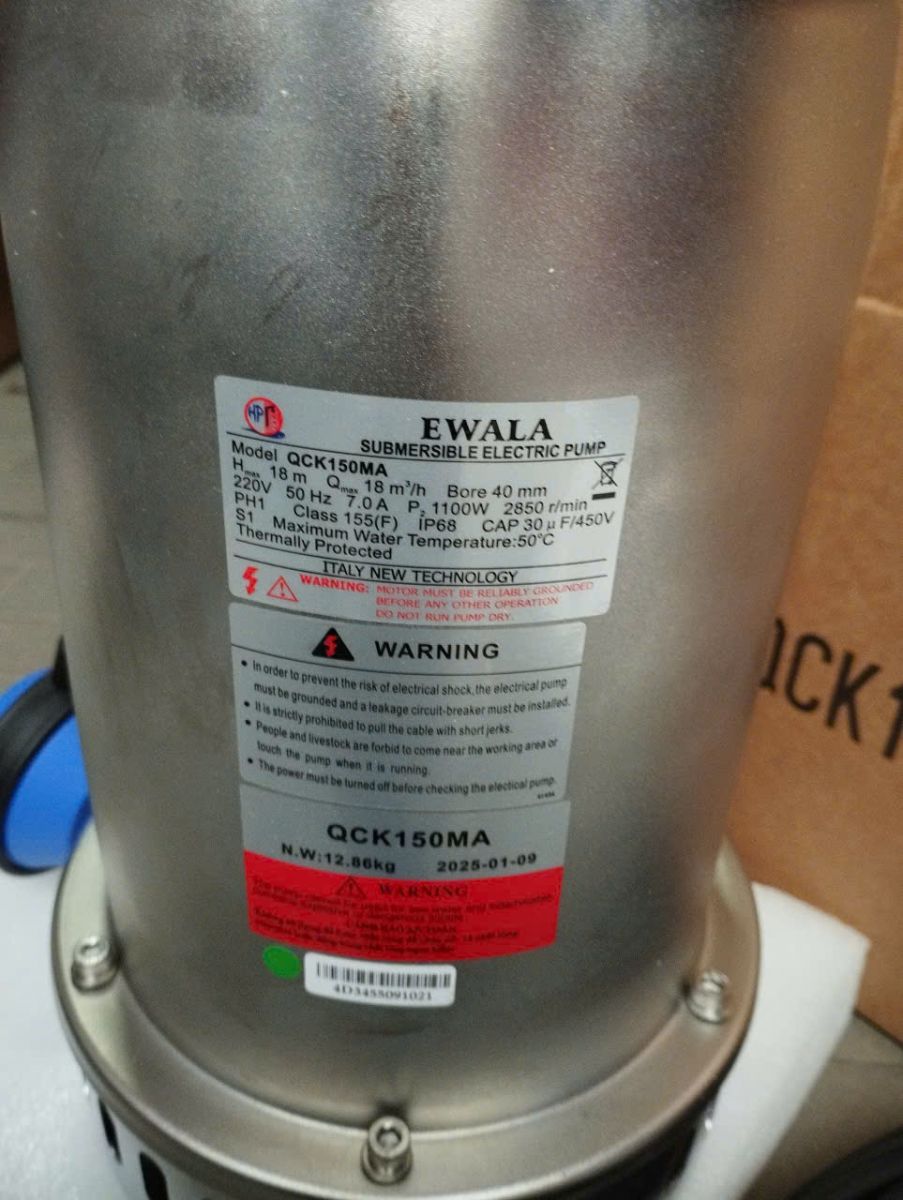 HPT
EWALA
SUBMERSIBLE ELECTRIC PUMP
Model QCK150MA
Hmax 18 m Qmax 18 m³/h Bore 40 mm
220V 50 Hz 7.0 A P2 1100W 2850 r/min
PH1 Class 155(F) IP68 CAP 30 µF/450V
S1 Maximum Water Temperature:50°C
Thermally Protected
ITALY NEW TECHNOLOGY
WARNING: MOTOR MUST BE RELIABLY GROUNDED
BEFORE ANY OTHER OPERATTON
DO NOT RUN PUMP DRY.
WARNING
• In order to prevent the risk of electrical shock,the electrical pump
must be grounded and a leakage circuit-breaker must be installed.
• It is strictly prohibited to pull the cable with short jerks.
• People and livestock are forbid to come near the working area or
touch the pump when it is running.
• The power must be turned off before checking the electical pump.
QCK150MA
N.W:12.86kg 2025-01-09
WARNING
4D3455091021
QCK1